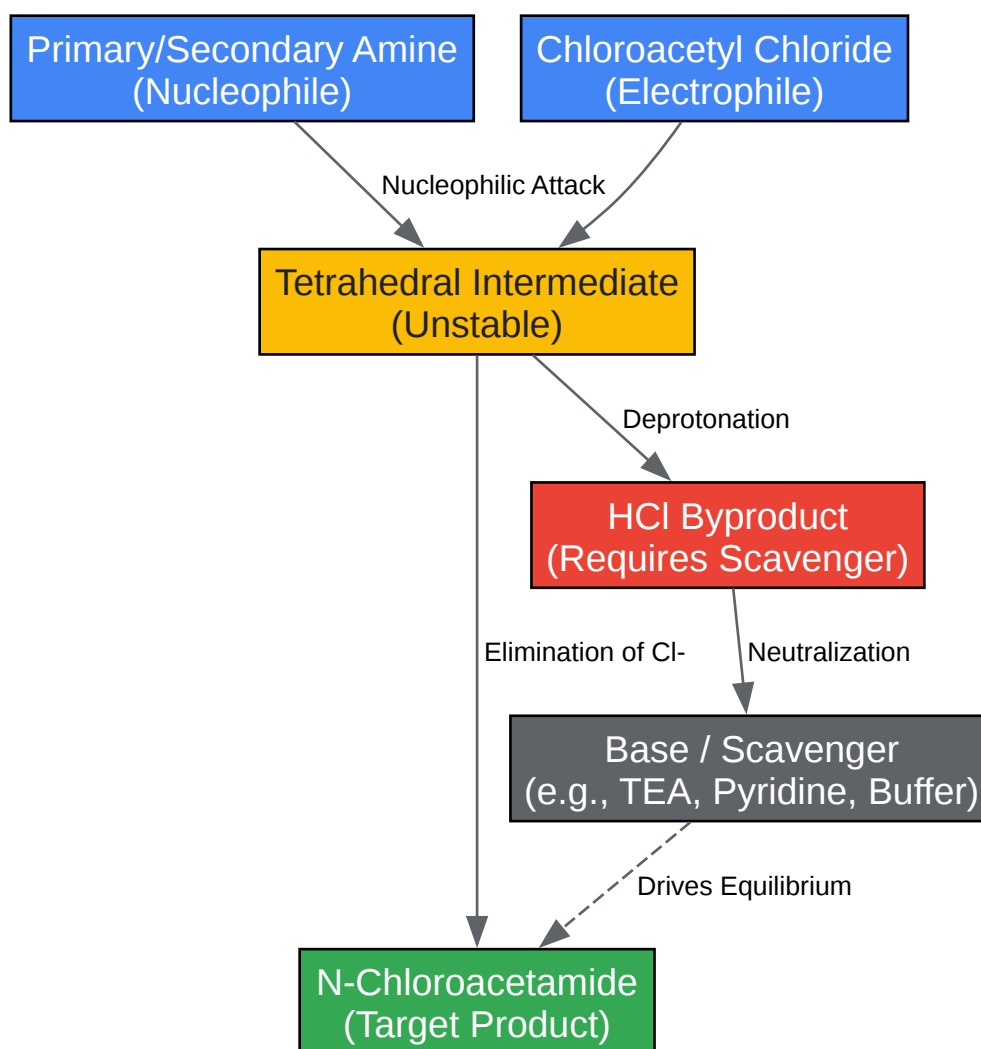 Primary/Secondary Amine
(Nucleophile)
Chloroacetyl Chloride
(Electrophile)
Nucleophilic Attack
Tetrahedral Intermediate
(Unstable)
Deprotonation
HCl Byproduct
(Requires Scavenger)
Elimination of Cl-
Neutralization
Base / Scavenger
(e.g., TEA, Pyridine, Buffer)
Drives Equilibrium
N-Chloroacetamide
(Target Product)